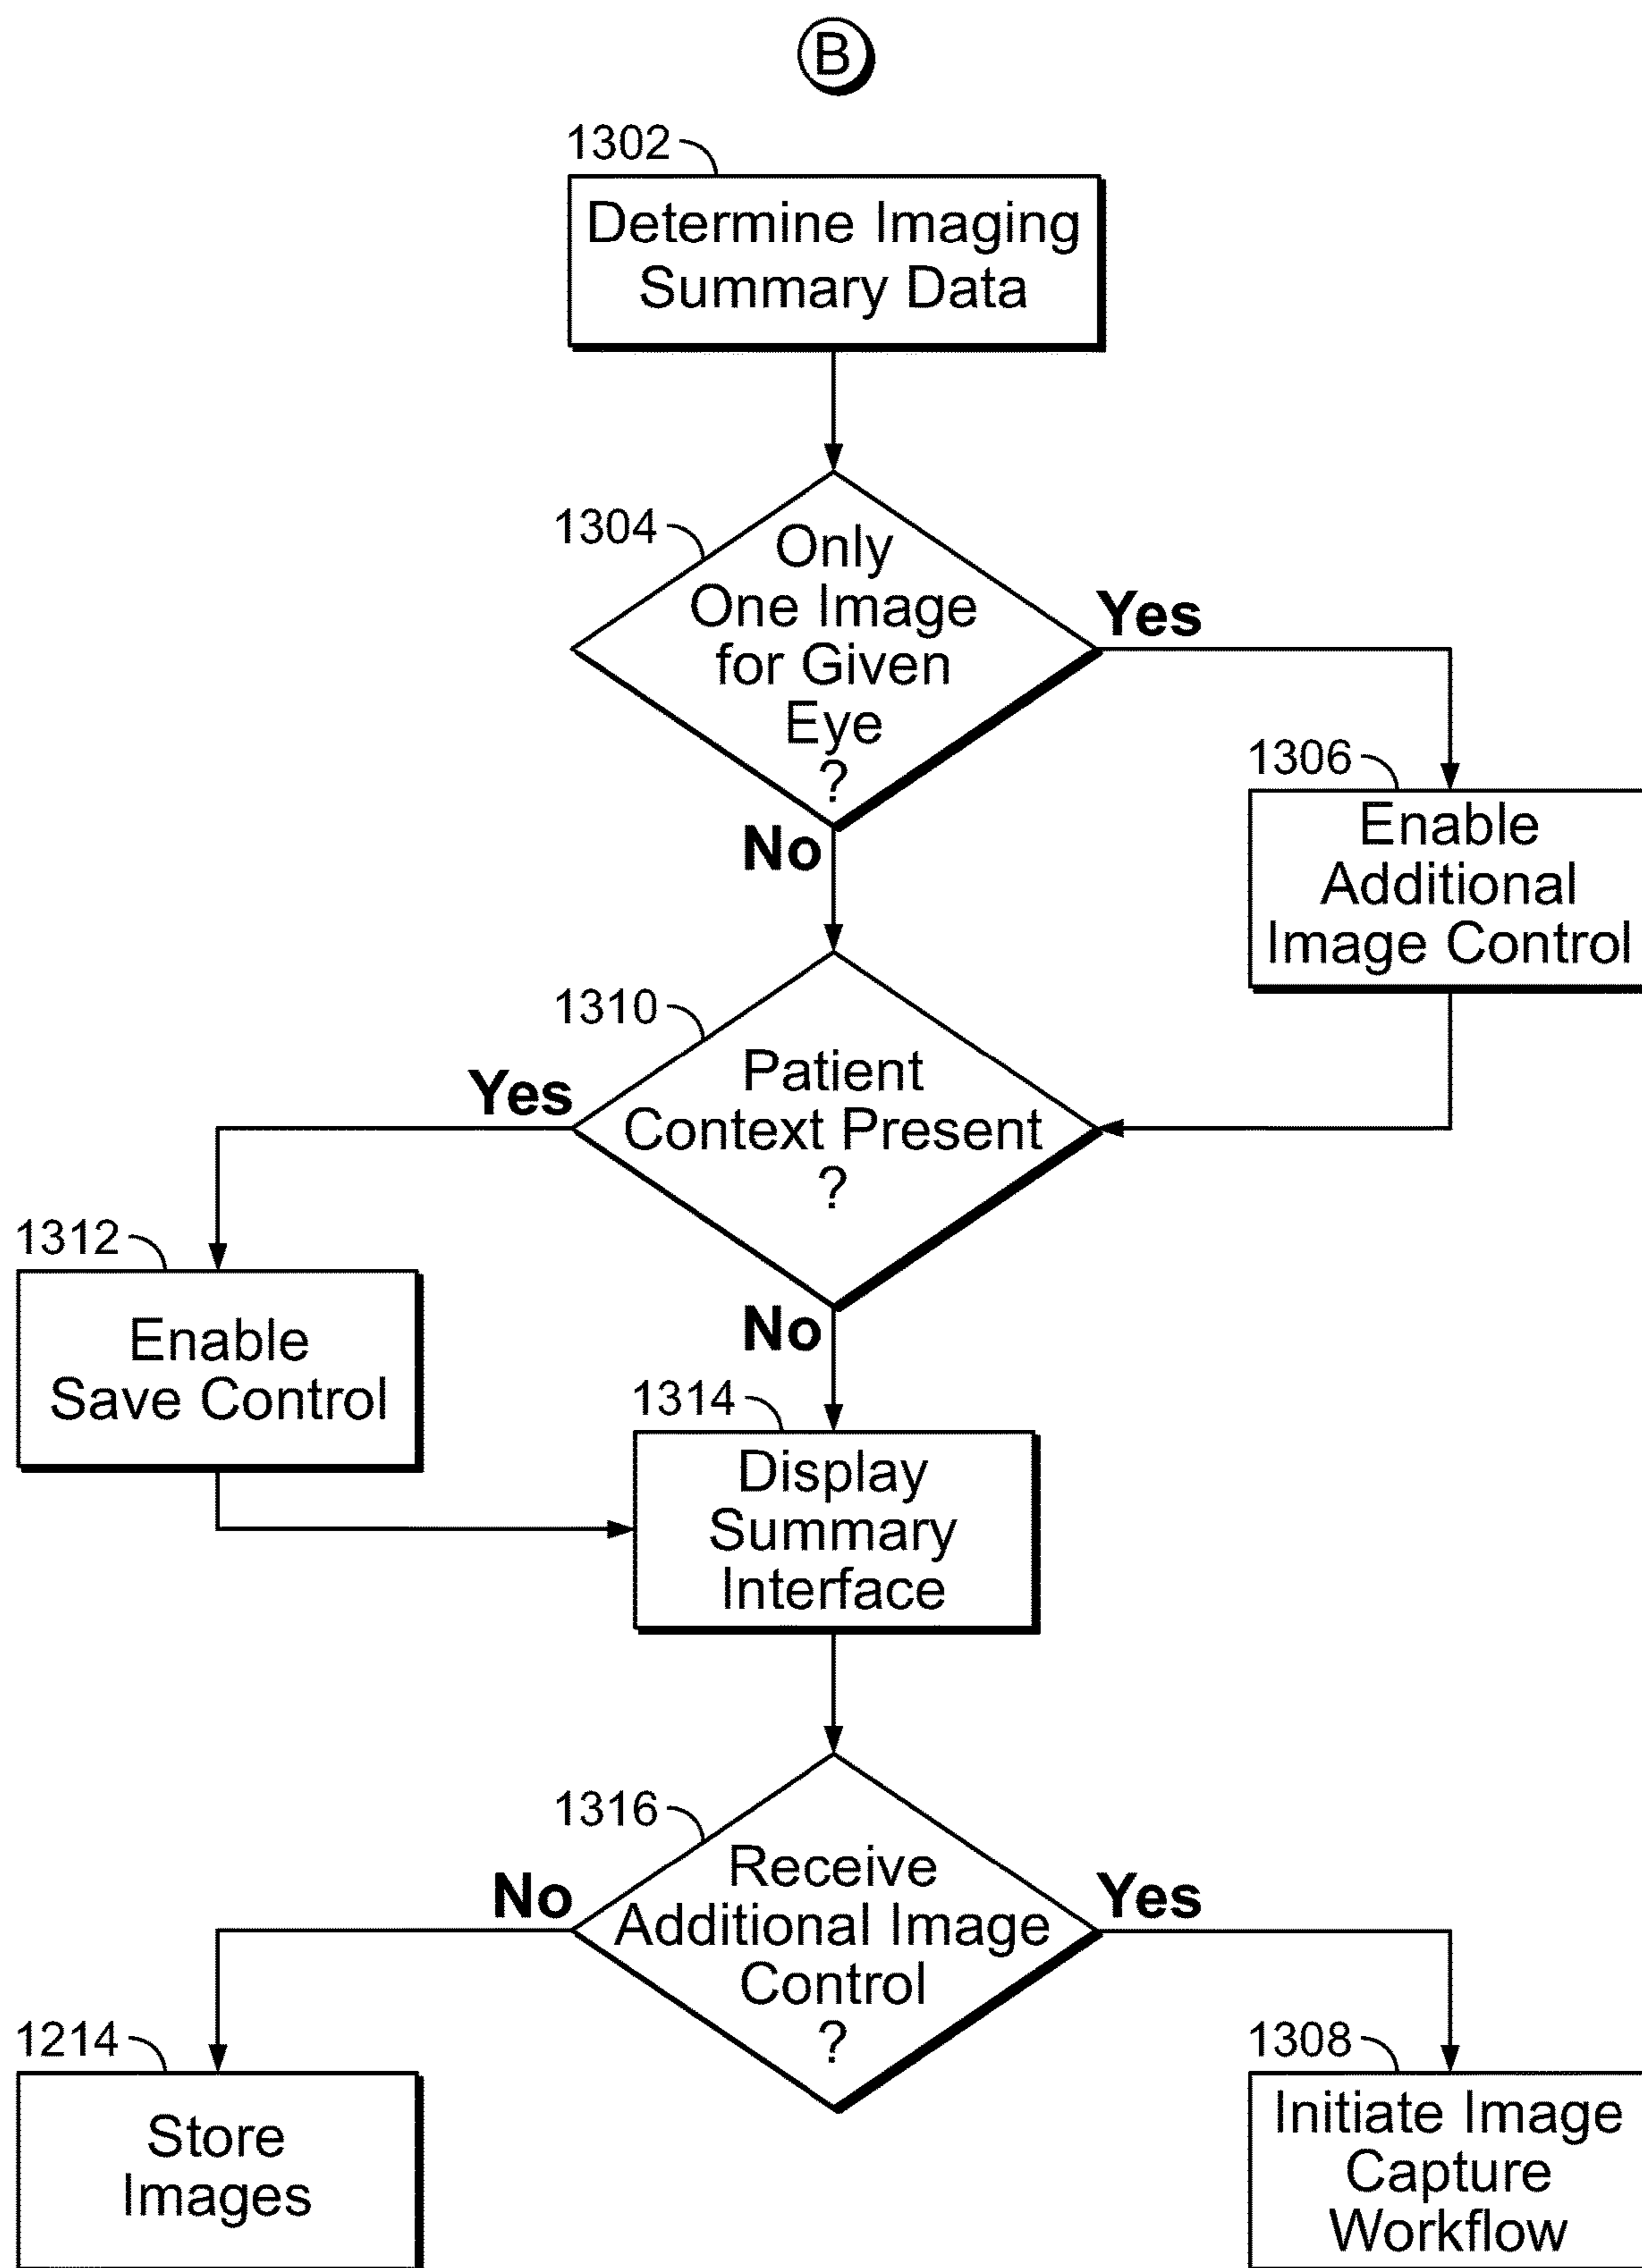 B
1302
Determine Imaging
Summary Data
1304
Only
One Image
for Given
Eye
?
Yes
No
1306
Enable
Additional
Image Control
1310
Patient
Context Present
?
Yes
No
1312
Enable
Save Control
1314
Display
Summary
Interface
1316
Receive
Additional Image
Control
?
No
Yes
1214
Store
Images
1308
Initiate Image
Capture
Workflow